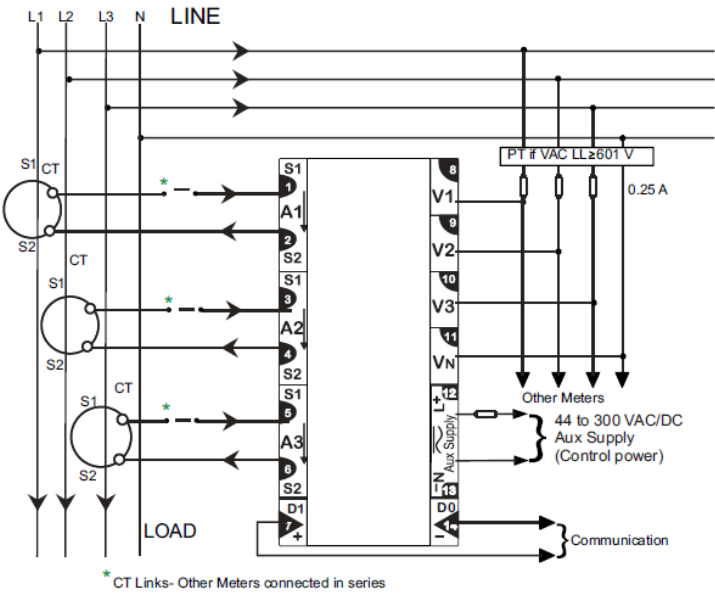 L1 L2 L3 N LINE
PT if VAC LL≥601 V
0.25 A
S1 CT
S2
CT
S1
S2
CT
S1
S2
S1
1
A1
2
S2
S1
3
A2
4
S2
S1
5
A3
6
S2
D1
7
+
8
V1
9
V2
10
V3
11
VN
12
L+
Aux Supply
-N
13
D0
14
-
*
*
*
Other Meters
44 to 300 VAC/DC
Aux Supply
(Control power)
Communication
LOAD
* CT Links- Other Meters connected in series